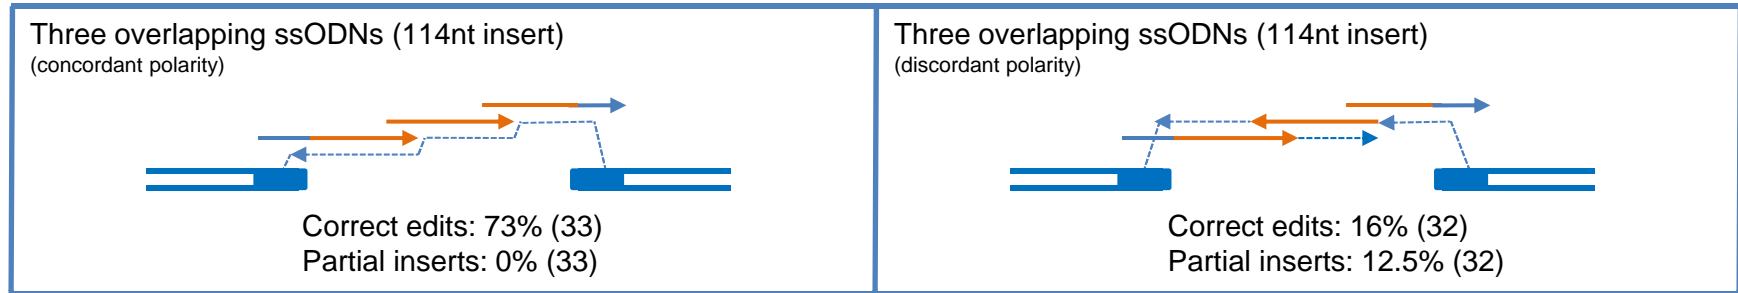 Three overlapping ssODNs (114nt insert)
(concordant polarity)
Correct edits: 73% (33)
Partial inserts: 0% (33)
Three overlapping ssODNs (114nt insert)
(discordant polarity)
Correct edits: 16% (32)
Partial inserts: 12.5% (32)